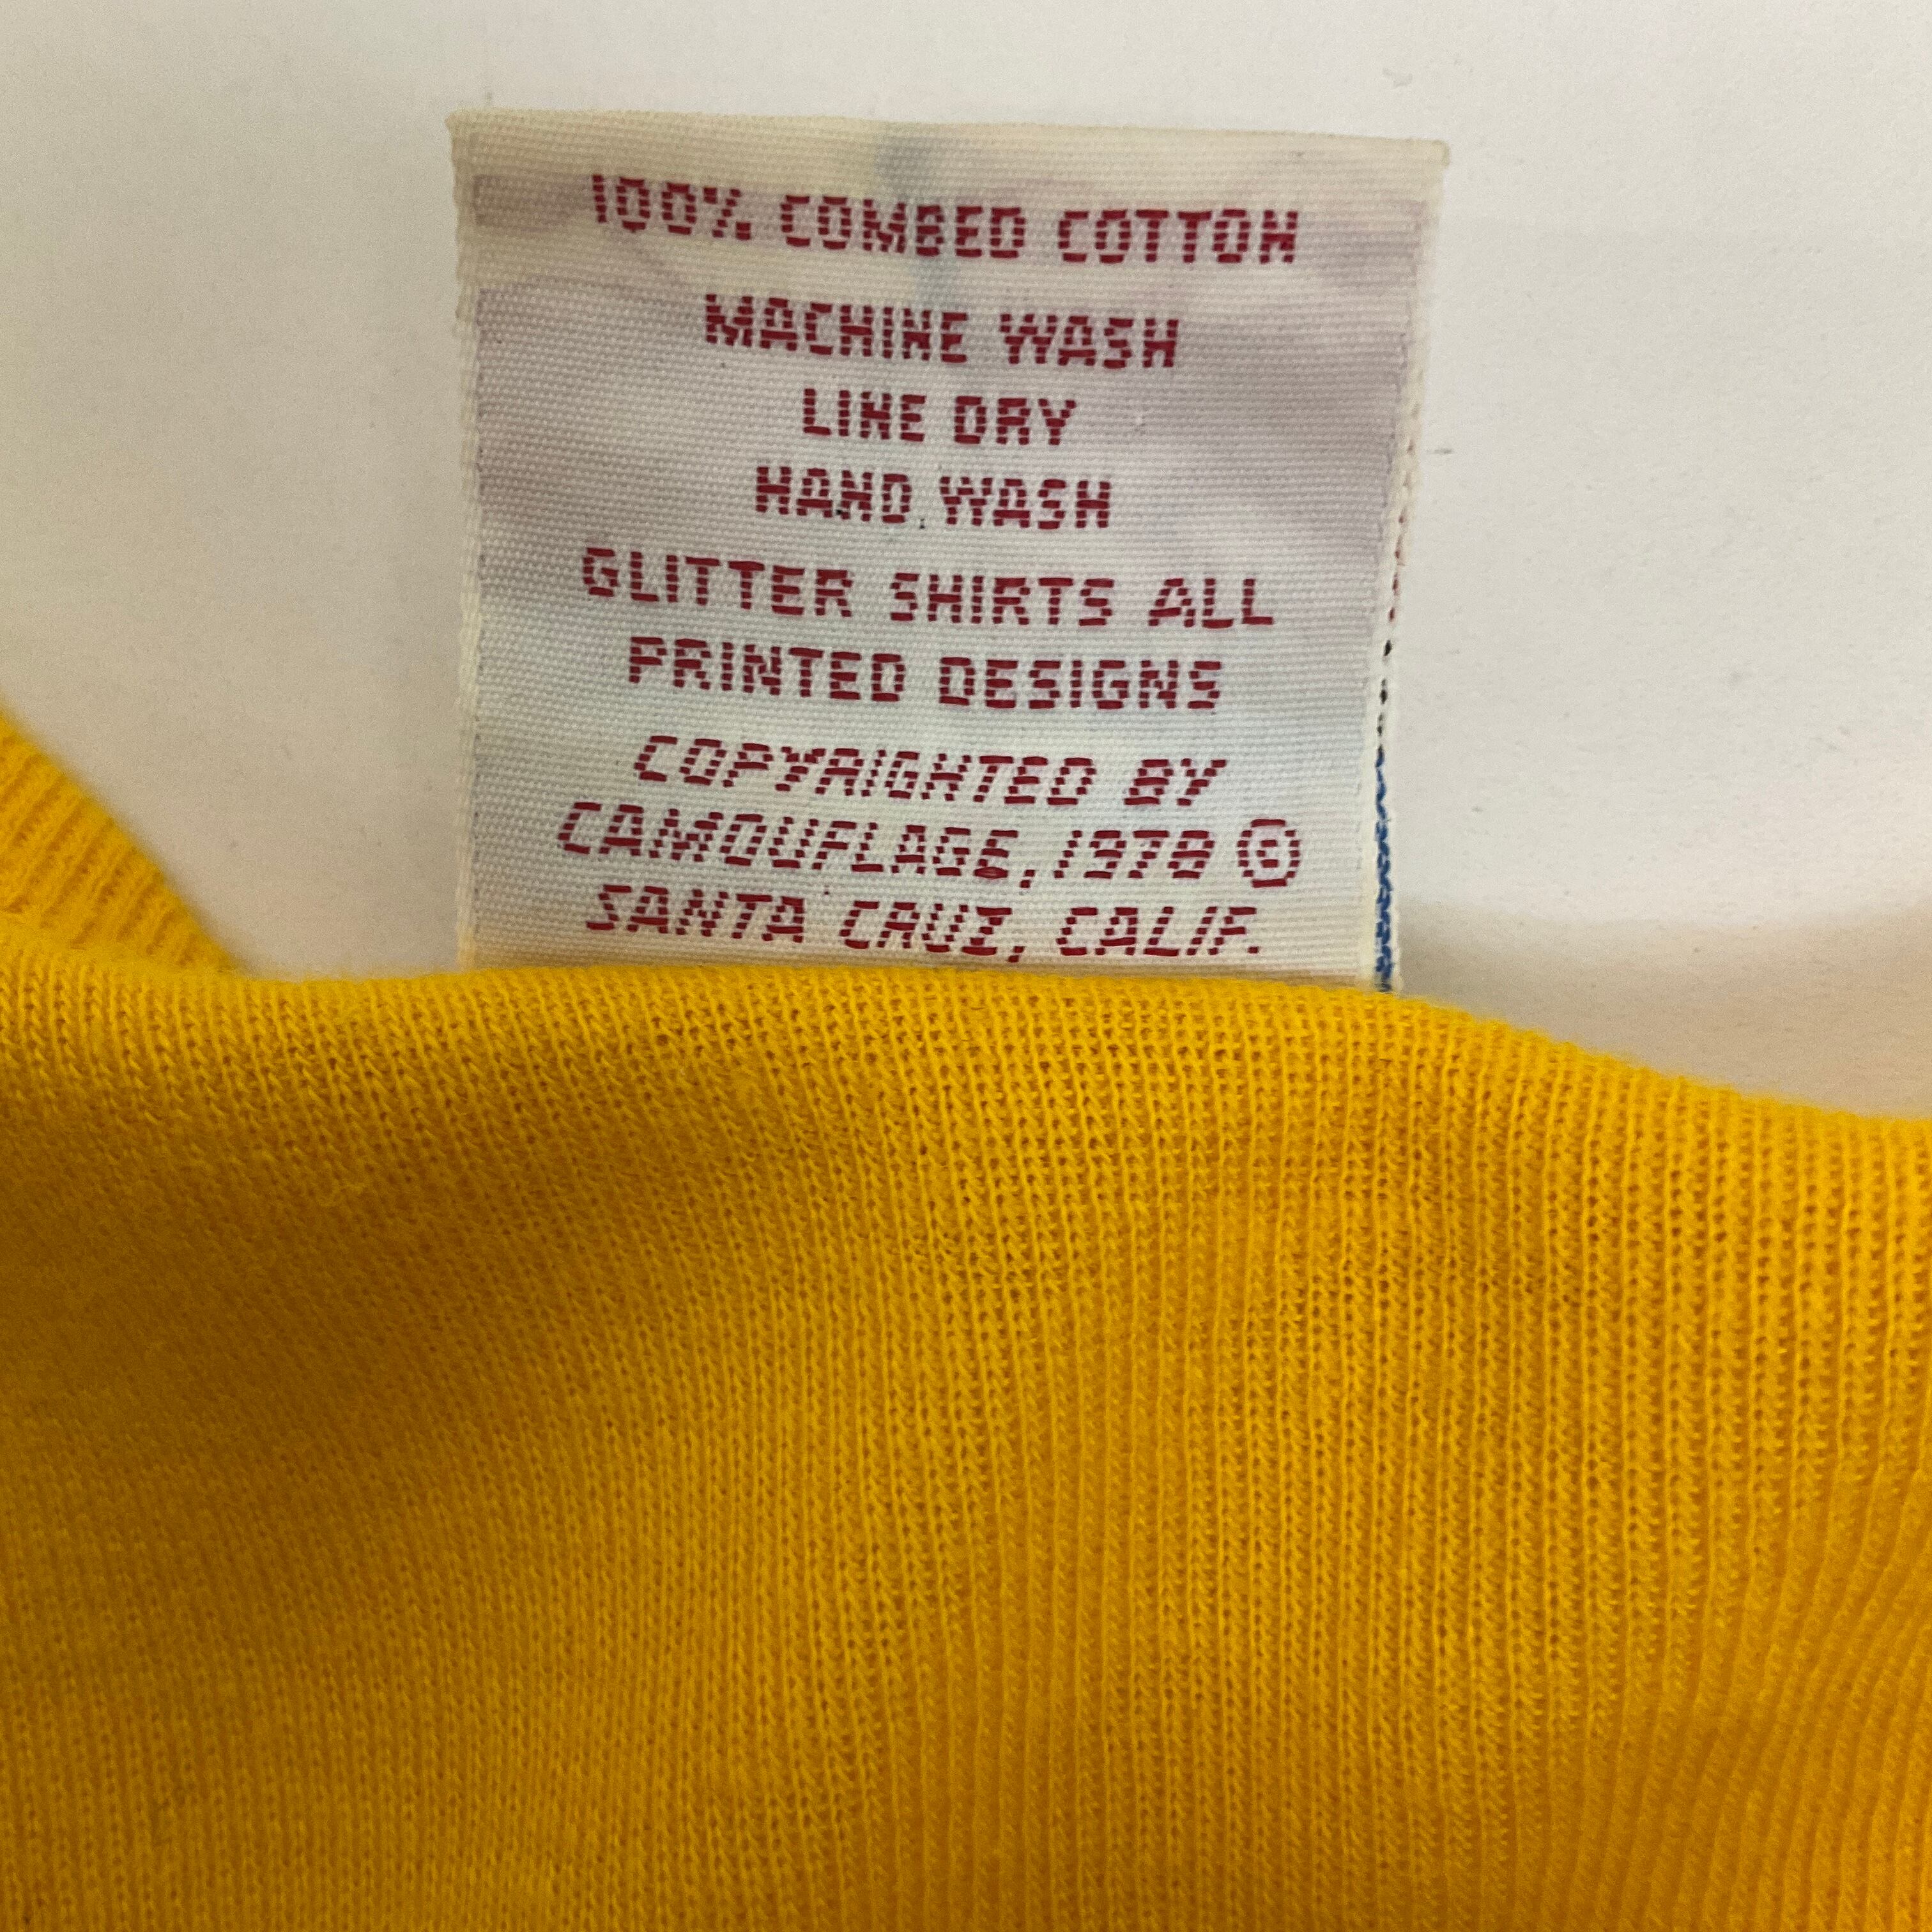 100% COMBED COTTON
MACHINE WASH
LINE DRY
HAND WASH
GLITTER SHIRTS ALL
PRINTED DESIGNS
COPYRIGHTED BY
CAMOUFLAGE, 1978 ©
SANTA CRUZ, CALIF.